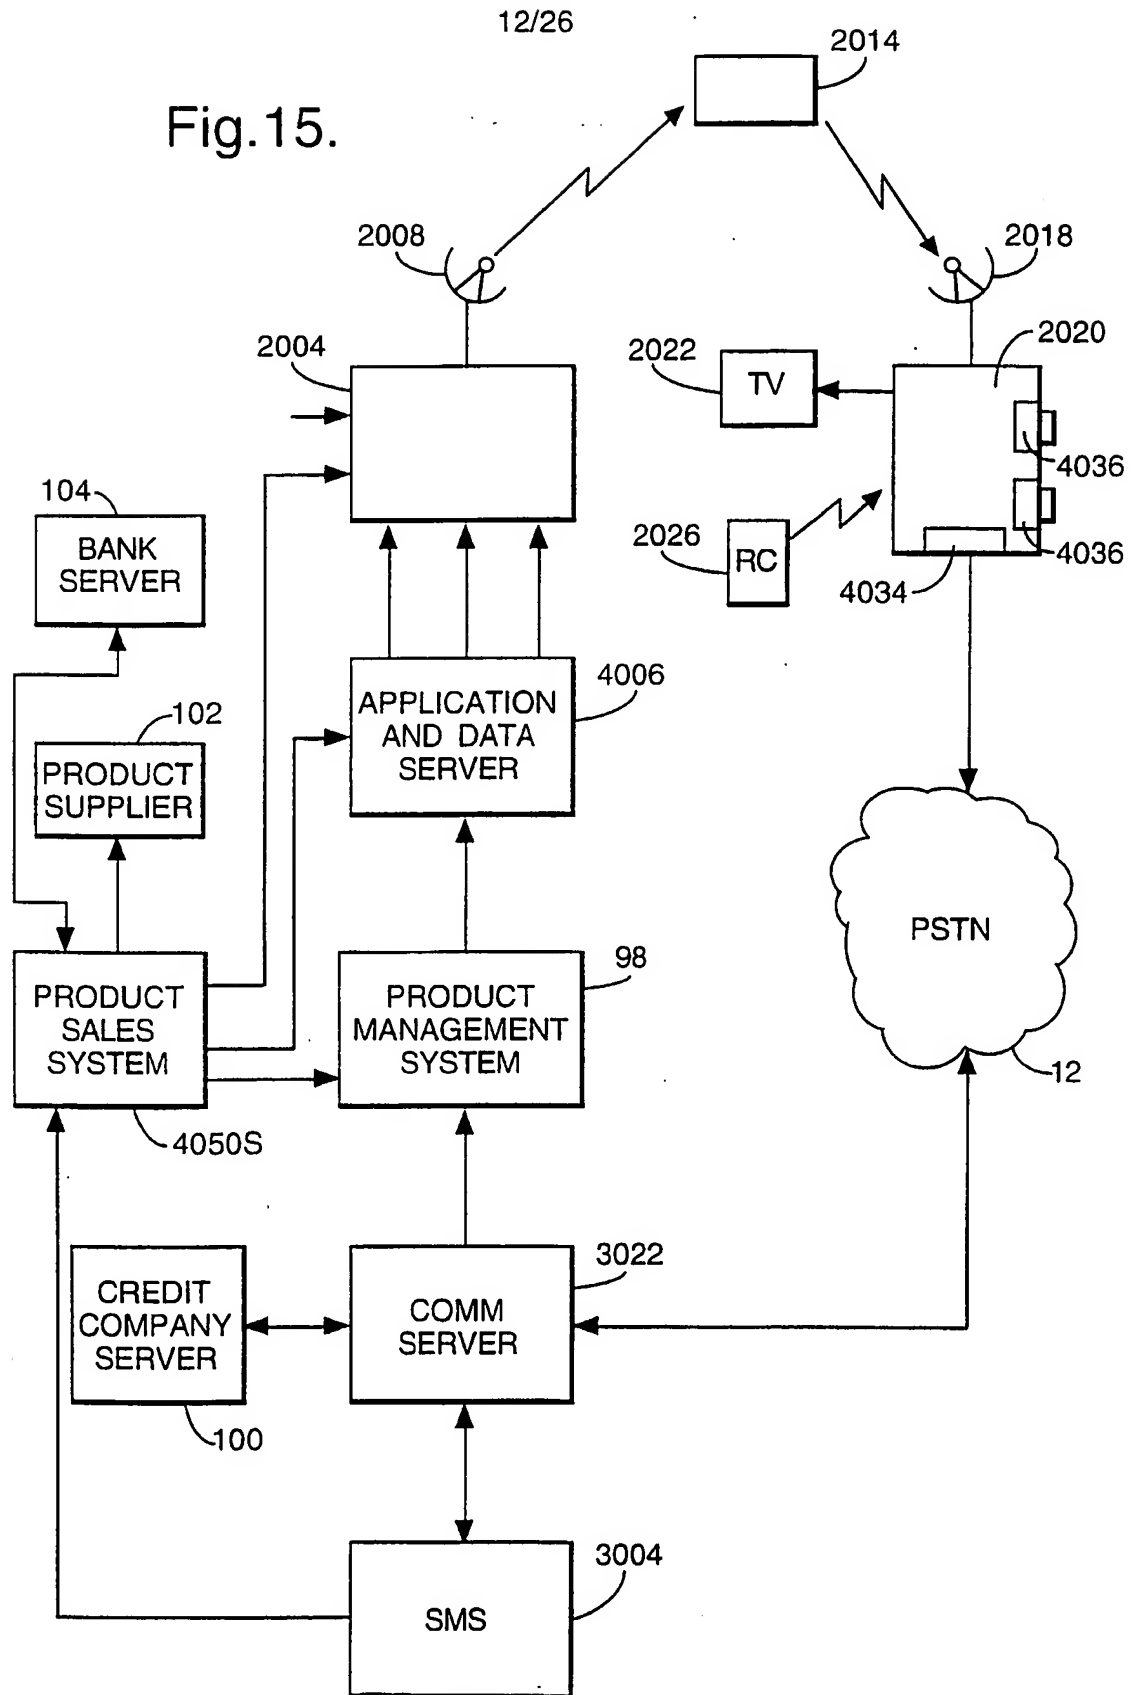 12/26
2014
Fig.15.
2008
2018
2004
2022
TV
2020
4036
104
BANK
SERVER
2026
RC
4036
4034
4006
APPLICATION
AND DATA
SERVER
102
PRODUCT
SUPPLIER
PSTN
98
PRODUCT
SALES
SYSTEM
PRODUCT
MANAGEMENT
SYSTEM
12
4050S
3022
CREDIT
COMPANY
SERVER
COMM
SERVER
100
3004
SMS